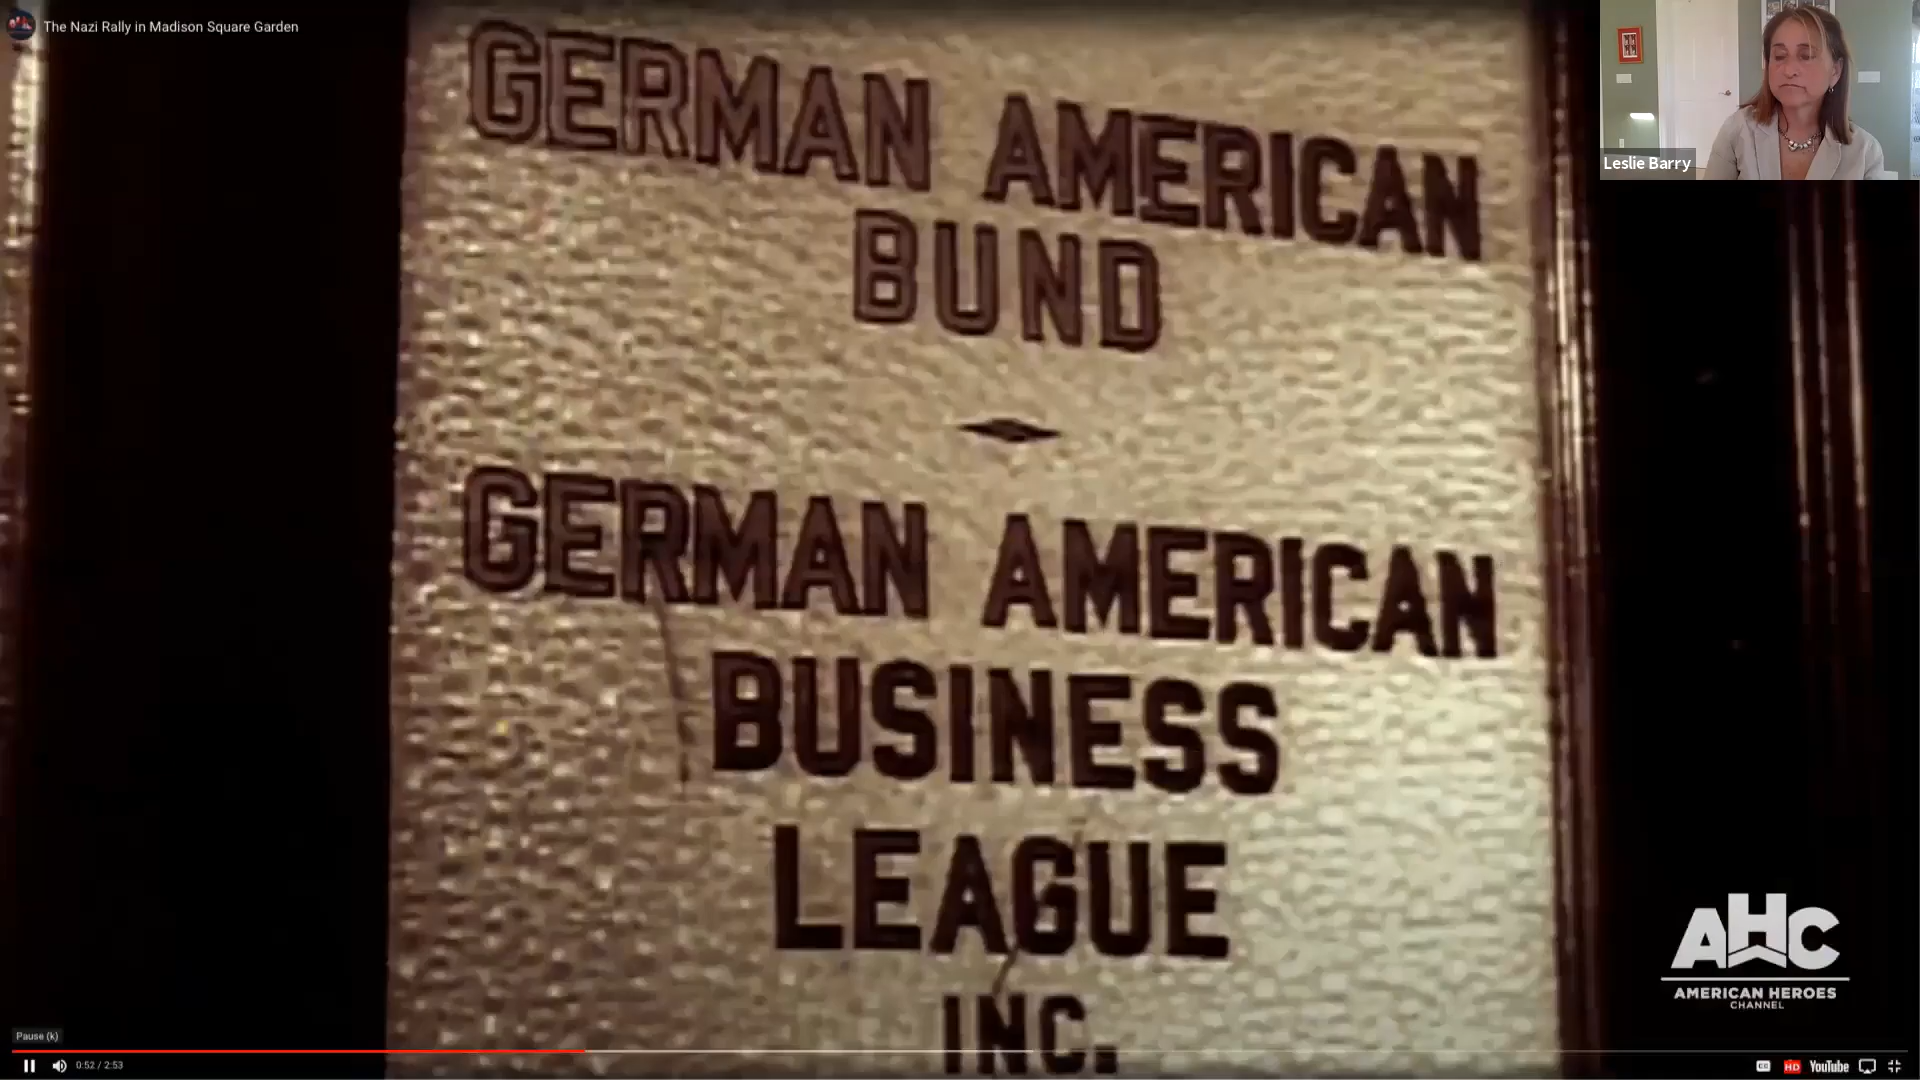 The Nazi Rally in Madison Square Garden
Leslie Barry
GERMAN AMERICAN
BUND
GERMAN AMERICAN
BUSINESS
LEAGUE
INC.
AHC
AMERICAN HEROES
CHANNEL
Pause (k)
0:52 / 2:53
CC
HD
YouTube